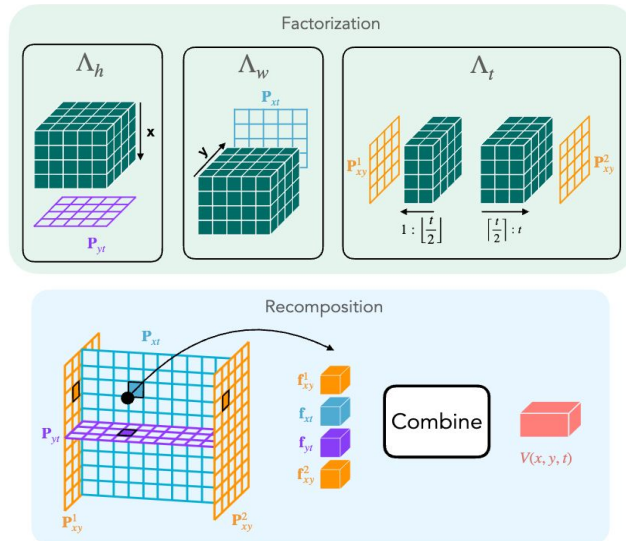 Factorization
Λ_h
Λ_w
Λ_t
x
P_yt
P_xt
y
P^1_xy
P^2_xy
1 : ⌊t/2⌋
⌈t/2⌉ : t
Recomposition
P_xt
P_yt
P^1_xy
P^2_xy
f^1_xy
f_xt
f_yt
f^2_xy
Combine
V(x, y, t)